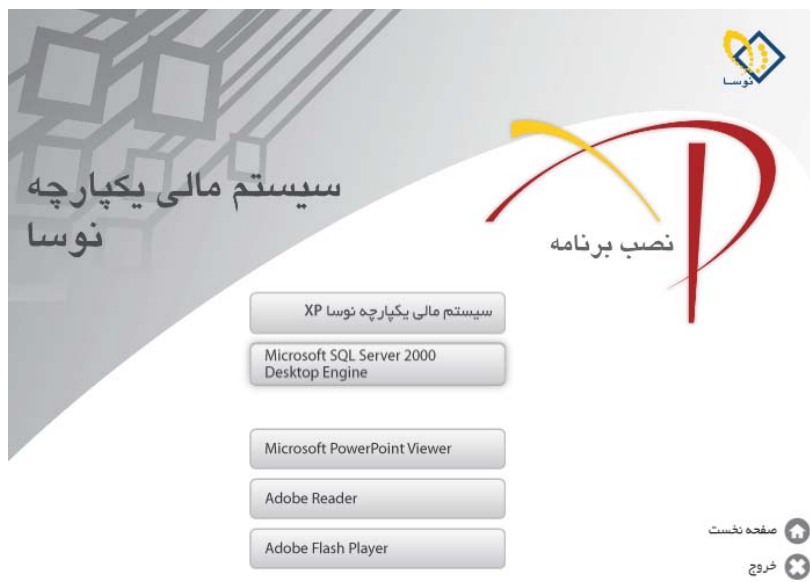 نوسا
سیستم مالی یکپارچه
نوسا
XP
نصب برنامه
سیستم مالی یکپارچه نوسا XP
Microsoft SQL Server 2000
Desktop Engine
Microsoft PowerPoint Viewer
Adobe Reader
Adobe Flash Player
صفحه نخست
خروج